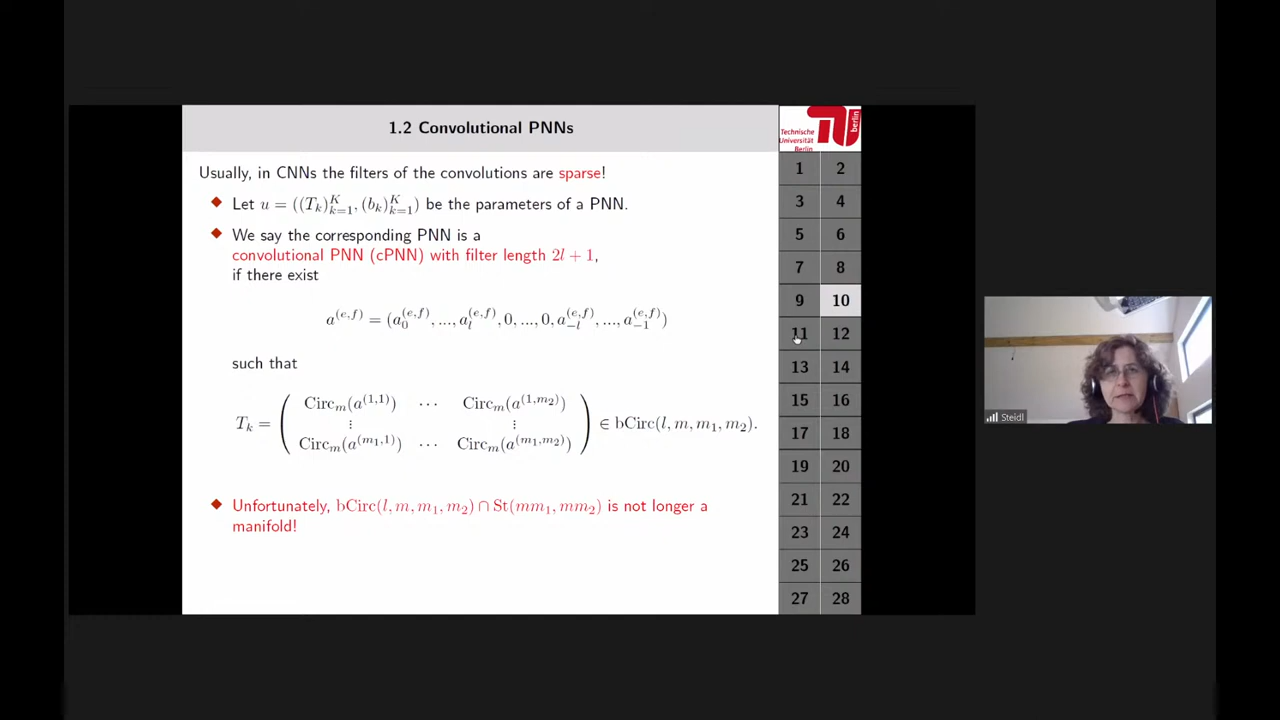 1.2 Convolutional PNNs
Technische
Universität
Berlin
berlin
Usually, in CNNs the filters of the convolutions are sparse!
◆ Let u = ((T_k)_{k=1}^K, (b_k)_{k=1}^K) be the parameters of a PNN.
◆ We say the corresponding PNN is a
convolutional PNN (cPNN) with filter length 2l + 1,
if there exist
a^{(e,f)} = (a_0^{(e,f)}, ..., a_l^{(e,f)}, 0, ..., 0, a_{-l}^{(e,f)}, ..., a_{-1}^{(e,f)})
such that
T_k = ( Circ_m(a^{(1,1)}) ⋯ Circ_m(a^{(1,m_2)})
⋮ ⋮
Circ_m(a^{(m_1,1)}) ⋯ Circ_m(a^{(m_1,m_2)}) ) ∈ bCirc(l, m, m_1, m_2).
◆ Unfortunately, bCirc(l, m, m_1, m_2) ∩ St(mm_1, mm_2) is not longer a
manifold!
1 2
3 4
5 6
7 8
9 10
11 12
13 14
15 16
17 18
19 20
21 22
23 24
25 26
27 28
Steidl